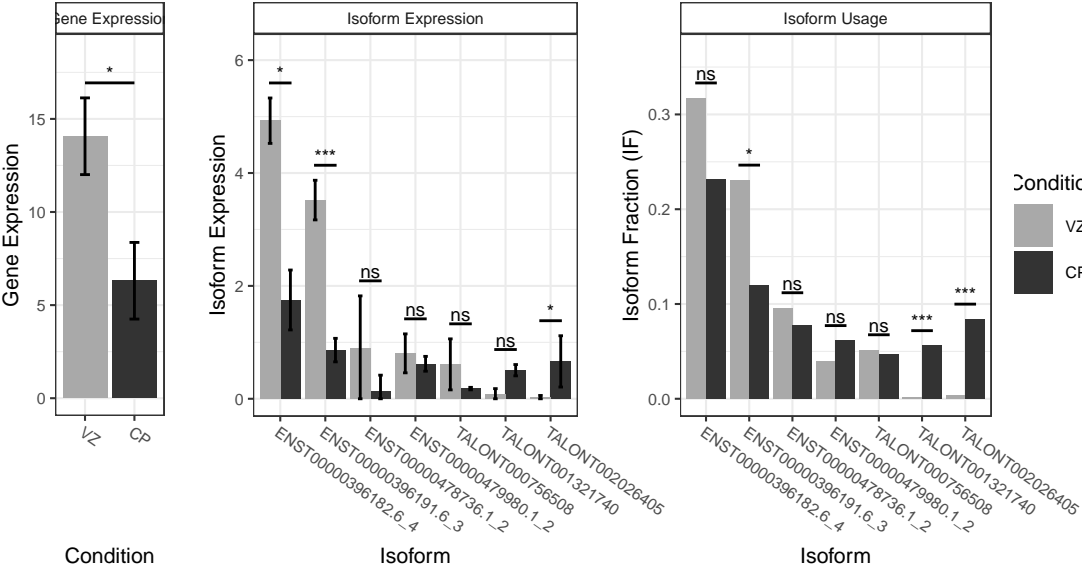 Gene Expression
Isoform Expression
Isoform Usage
Gene Expression
15
10
5
0
*
VZ
CP
Condition
Isoform Expression
6
4
2
0
*
***
ns
ns
ns
ns
*
ENST00000396182.6_4
ENST00000396191.6_3
ENST00000478736.1_2
ENST00000479980.1_2
TALONT000756508
TALONT001321740
TALONT002026405
Isoform
Isoform Fraction (IF)
0.3
0.2
0.1
0.0
ns
*
ns
ns
ns
***
***
ENST00000396182.6_4
ENST00000396191.6_3
ENST00000478736.1_2
ENST00000479980.1_2
TALONT000756508
TALONT001321740
TALONT002026405
Isoform
Condition
VZ
CP